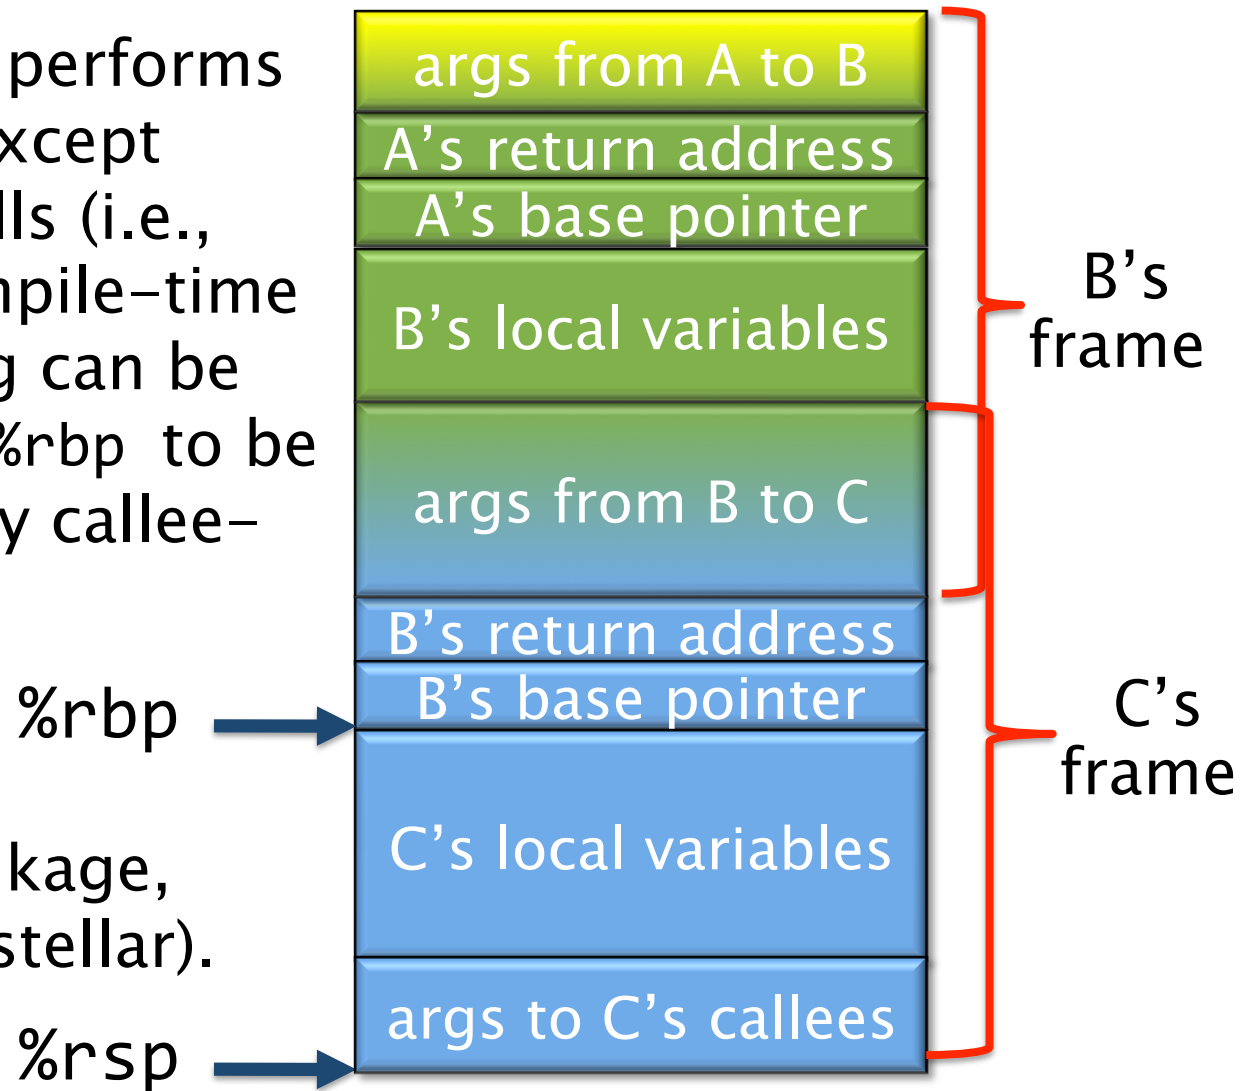 performs
xcept
lls (i.e.,
npile-time
g can be
%rbp to be
y callee-
%rbp
kage,
stellar).
%rsp
args from A to B
A's return address
A's base pointer
B's local variables
args from B to C
B's return address
B's base pointer
C's local variables
args to C's callees
B's
frame
C's
frame